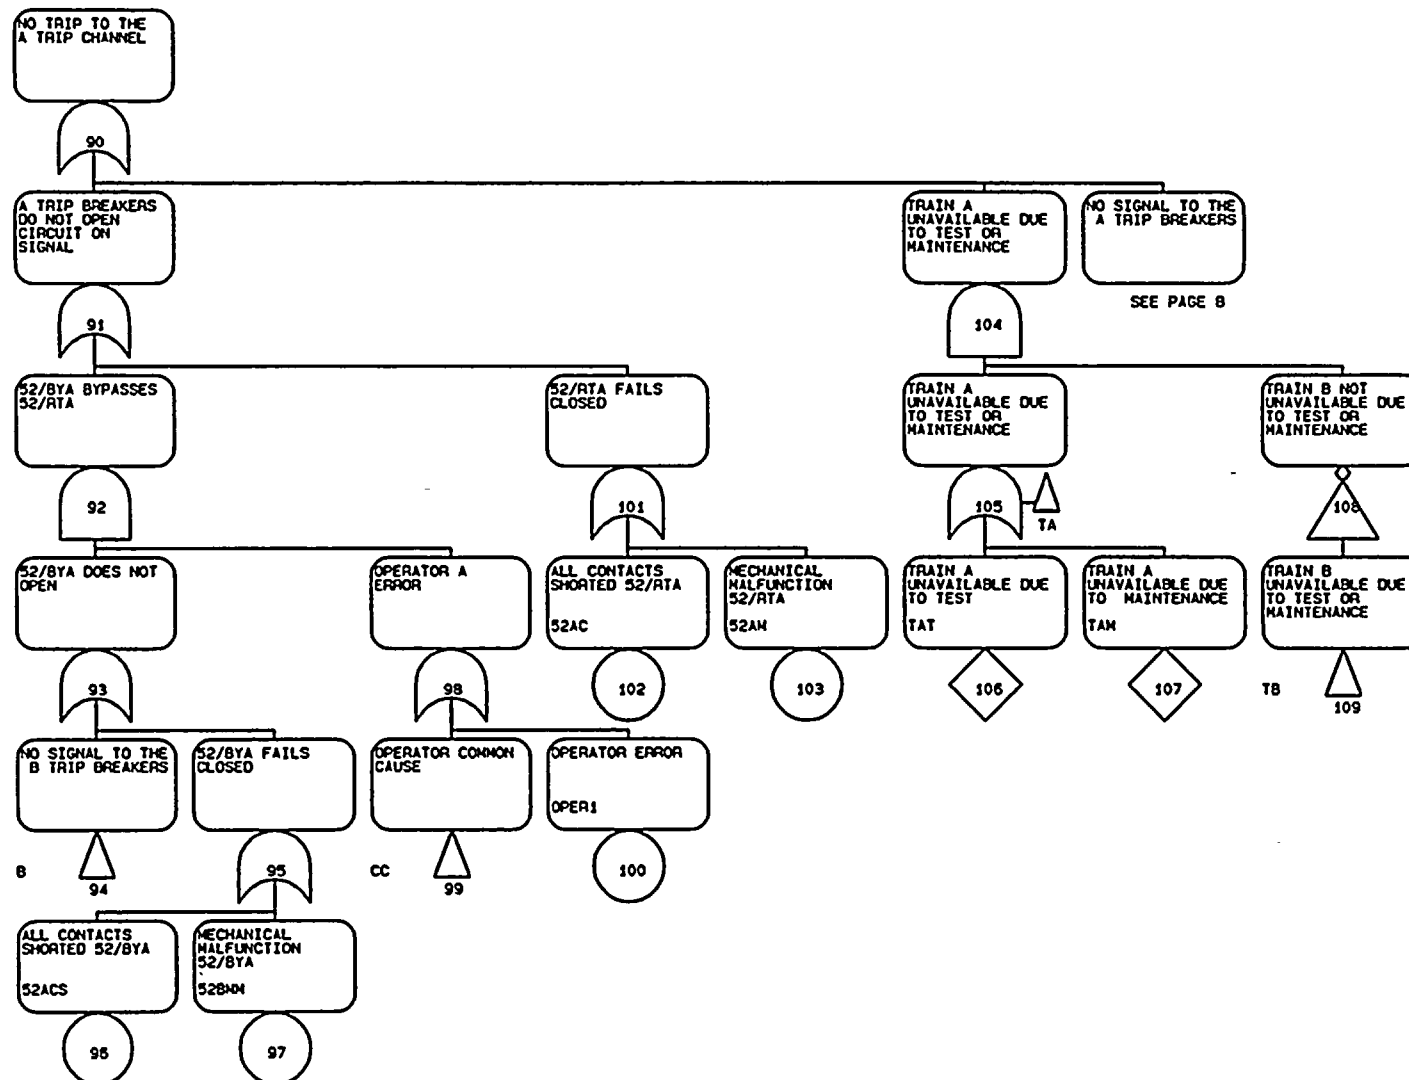 NO TRIP TO THE
A TRIP CHANNEL
90
A TRIP BREAKERS
DO NOT OPEN
CIRCUIT ON
SIGNAL
TRAIN A
UNAVAILABLE DUE
TO TEST OR
MAINTENANCE
NO SIGNAL TO THE
A TRIP BREAKERS
SEE PAGE 8
91
104
52/BYA BYPASSES
52/RTA
52/RTA FAILS
CLOSED
TRAIN A
UNAVAILABLE DUE
TO TEST OR
MAINTENANCE
TRAIN B NOT
UNAVAILABLE DUE
TO TEST OR
MAINTENANCE
92
101
105
TA
108
52/BYA DOES NOT
OPEN
OPERATOR A
ERROR
ALL CONTACTS
SHORTED 52/RTA
52AC
MECHANICAL
MALFUNCTION
52/RTA
52AM
TRAIN A
UNAVAILABLE DUE
TO TEST
TAT
TRAIN A
UNAVAILABLE DUE
TO MAINTENANCE
TAM
TRAIN B
UNAVAILABLE DUE
TO TEST OR
MAINTENANCE
93
98
102
103
106
107
TB
109
NO SIGNAL TO THE
B TRIP BREAKERS
52/BYA FAILS
CLOSED
OPERATOR COMMON
CAUSE
OPERATOR ERROR
OPER1
B
94
95
CC
99
100
ALL CONTACTS
SHORTED 52/BYA
52ACS
MECHANICAL
MALFUNCTION
52/BYA
52BMM
96
97